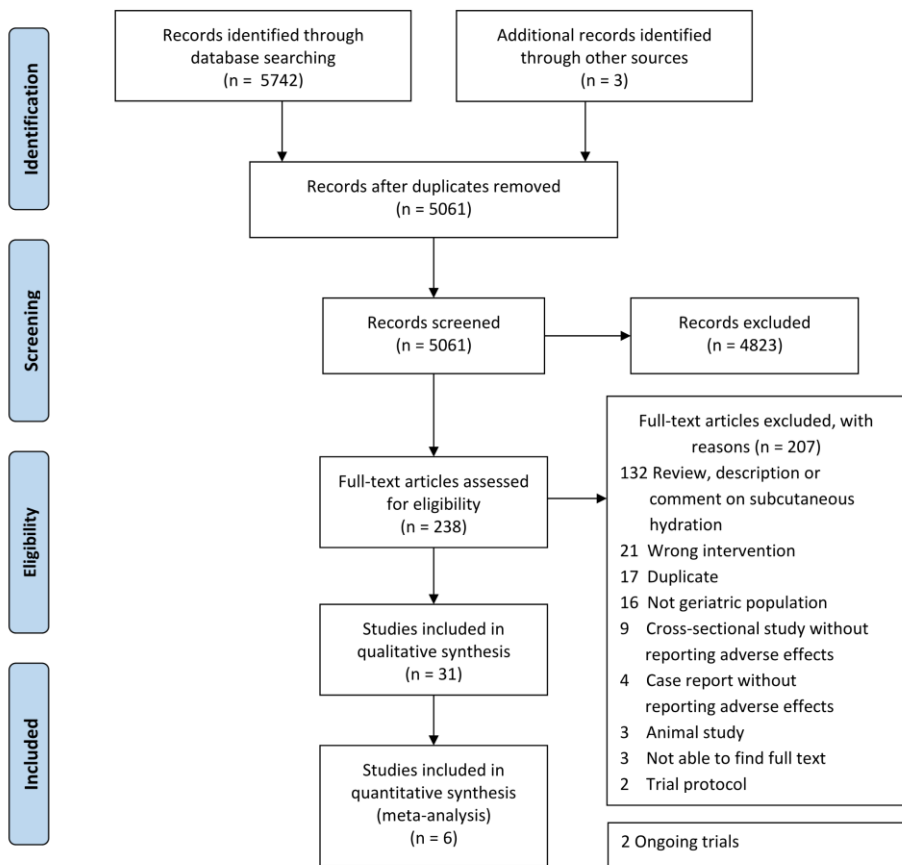 Identification
Records identified through
database searching
(n = 5742)
Additional records identified
through other sources
(n = 3)
Records after duplicates removed
(n = 5061)
Screening
Records screened
(n = 5061)
Records excluded
(n = 4823)
Eligibility
Full-text articles assessed
for eligibility
(n = 238)
Full-text articles excluded, with
reasons (n = 207)
132 Review, description or
comment on subcutaneous
hydration
21 Wrong intervention
17 Duplicate
16 Not geriatric population
9 Cross-sectional study without
reporting adverse effects
4 Case report without
reporting adverse effects
3 Animal study
3 Not able to find full text
2 Trial protocol
Studies included in
qualitative synthesis
(n = 31)
Included
Studies included in
quantitative synthesis
(meta-analysis)
(n = 6)
2 Ongoing trials